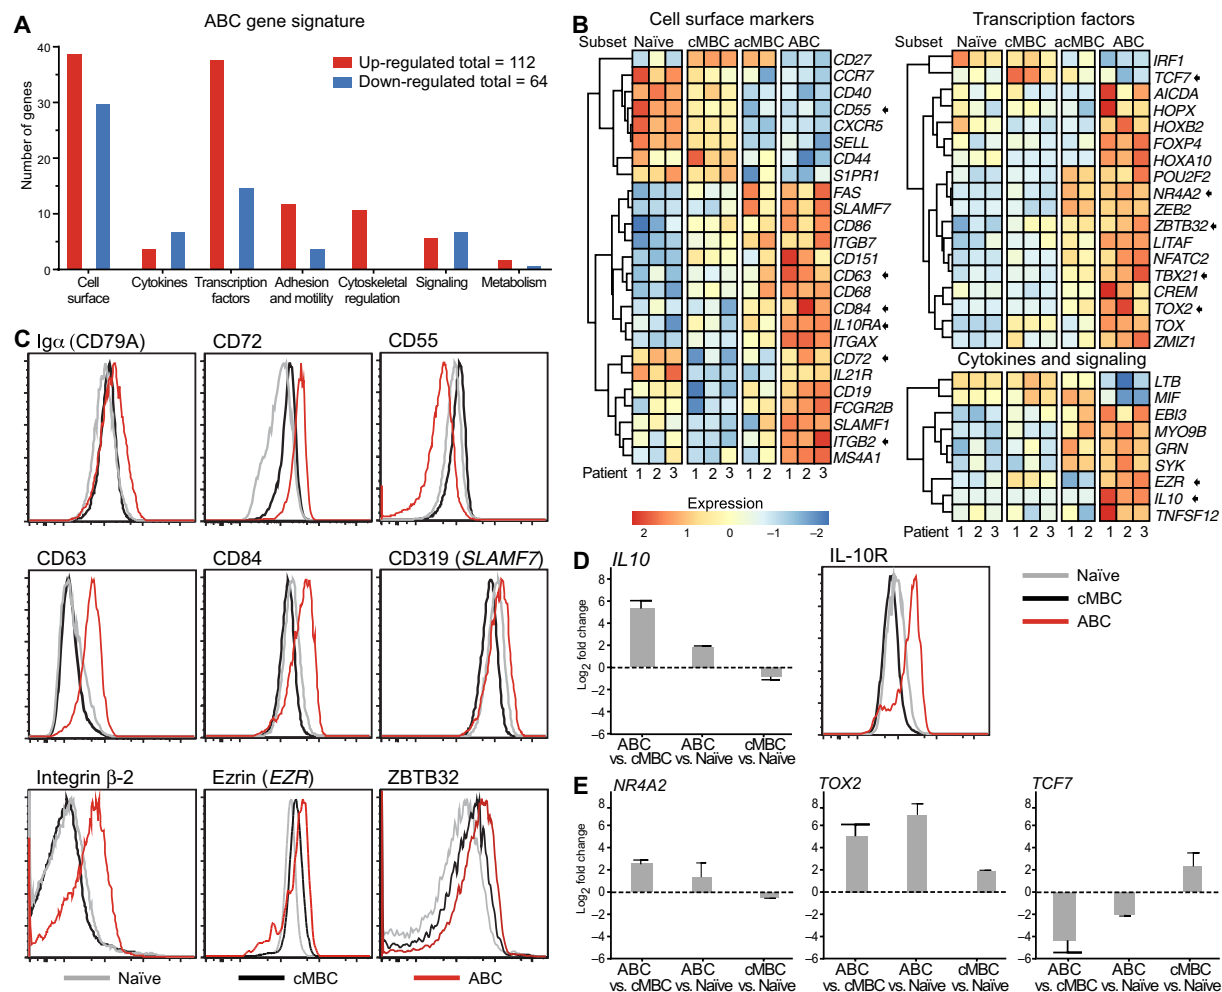 A
ABC gene signature
Number of genes
40
30
20
10
0
Up-regulated total = 112
Down-regulated total = 64
Cell surface
Cytokines
Transcription factors
Adhesion and motility
Cytoskeletal regulation
Signaling
Metabolism
B
Cell surface markers
Subset Naïve cMBC acMBC ABC
CD27
CCR7
CD40
CD55
CXCR5
SELL
CD44
S1PR1
FAS
SLAMF7
CD86
ITGB7
CD151
CD63
CD68
CD84
IL10RA
ITGAX
CD72
IL21R
CD19
FCGR2B
SLAMF1
ITGB2
MS4A1
Patient 1 2 3 1 2 3 1 2 1 2 3
Expression
2 1 0 −1 −2
Transcription factors
Subset Naïve cMBC acMBC ABC
IRF1
TCF7
AICDA
HOPX
HOXB2
FOXP4
HOXA10
POU2F2
NR4A2
ZEB2
ZBTB32
LITAF
NFATC2
TBX21
CREM
TOX2
TOX
ZMIZ1
Cytokines and signaling
LTB
MIF
EBI3
MYO9B
GRN
SYK
EZR
IL10
TNFSF12
Patient 1 2 3 1 2 3 1 2 1 2 3
C
Igα (CD79A)
CD72
CD55
CD63
CD84
CD319 (SLAMF7)
Integrin β-2
Ezrin (EZR)
ZBTB32
Naïve
cMBC
ABC
D
IL10
Log2 fold change
8
6
4
2
0
−2
−4
−6
ABC vs. cMBC
ABC vs. Naïve
cMBC vs. Naïve
IL-10R
Naïve
cMBC
ABC
E
NR4A2
Log2 fold change
8
6
4
2
0
−2
−4
−6
ABC vs. cMBC
ABC vs. Naïve
cMBC vs. Naïve
TOX2
8
6
4
2
0
−2
−4
−6
ABC vs. cMBC
ABC vs. Naïve
cMBC vs. Naïve
TCF7
8
6
4
2
0
−2
−4
−6
ABC vs. cMBC
ABC vs. Naïve
cMBC vs. Naïve